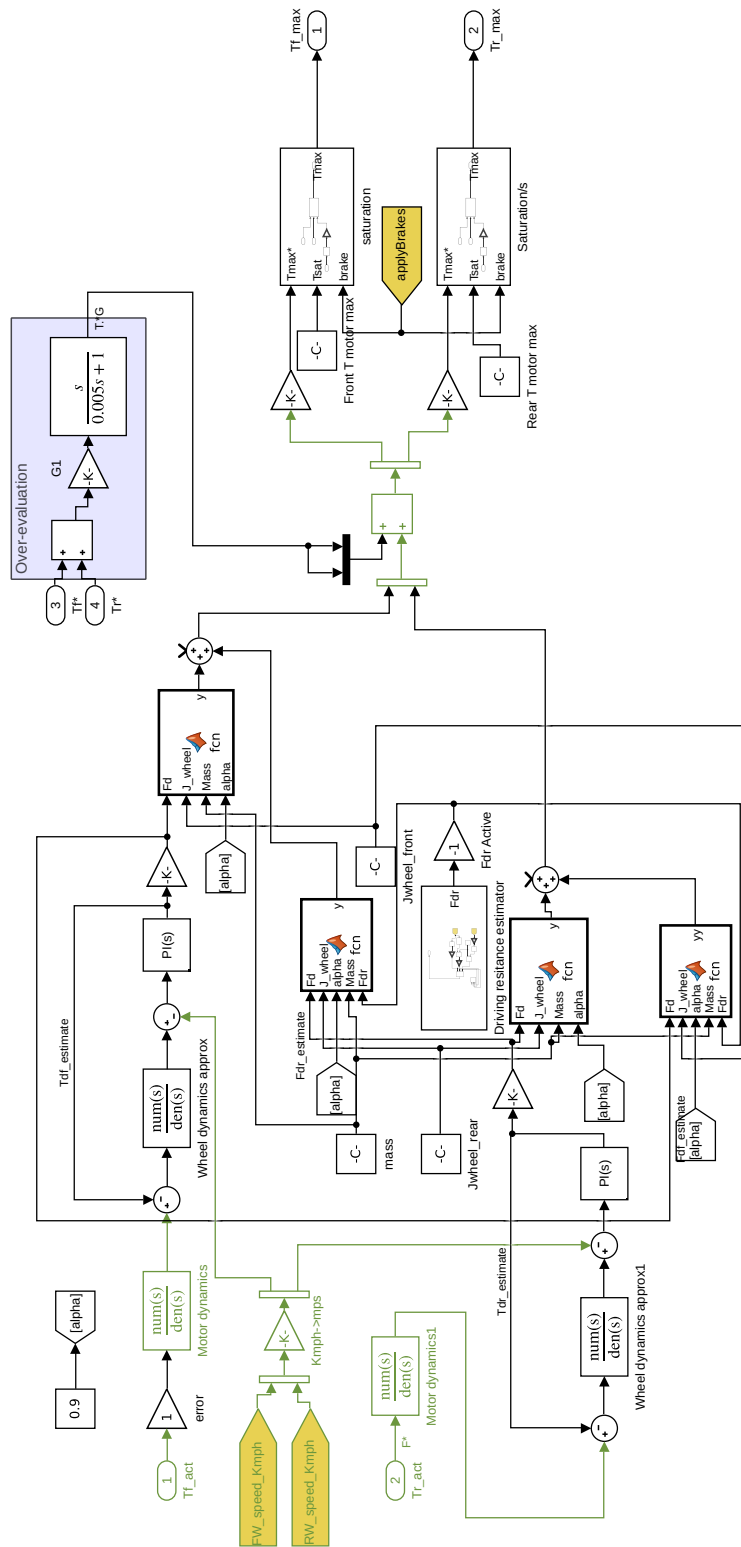 Over-evaluation
3
Tf*
4
Tr*
+
+
G1
-K-
s
0.005s + 1
T.*G
Tf_max
1
Tr_max
2
saturation
Tmax*
Tsat
brake
Tmax
Saturation/s
Tmax*
Tsat
brake
Tmax
applyBrakes
-K-
-C-
Front T motor max
-K-
-C-
Rear T motor max
+
+
Fd
J_wheel
Mass
alpha
fcn
y
+
+
[alpha]
-K-
PI(s)
+
-
Tdf_estimate
num(s)
den(s)
Wheel dynamics approx
+
-
num(s)
den(s)
Motor dynamics
1
error
1
Tf_act
0.9
[alpha]
FW_speed_Kmph
RW_speed_Kmph
-K-
Kmph->mps
2
Tr_act
F*
num(s)
den(s)
Motor dynamics1
+
-
num(s)
den(s)
Wheel dynamics approx1
+
-
PI(s)
Tdr_estimate
-K-
-C-
mass
-C-
Jwheel_rear
-C-
Jwheel_front
Fdr_estimate
[alpha]
Fd
J_wheel
alpha
Mass
Fdr
fcn
y
Fdr
Driving resitance estimator
-1
Fdr Active
Fd
J_wheel
Mass
alpha
fcn
y
+
+
[alpha]
Fdf_estimate
[alpha]
Fd
J_wheel
alpha
Mass
Fdr
fcn
yy